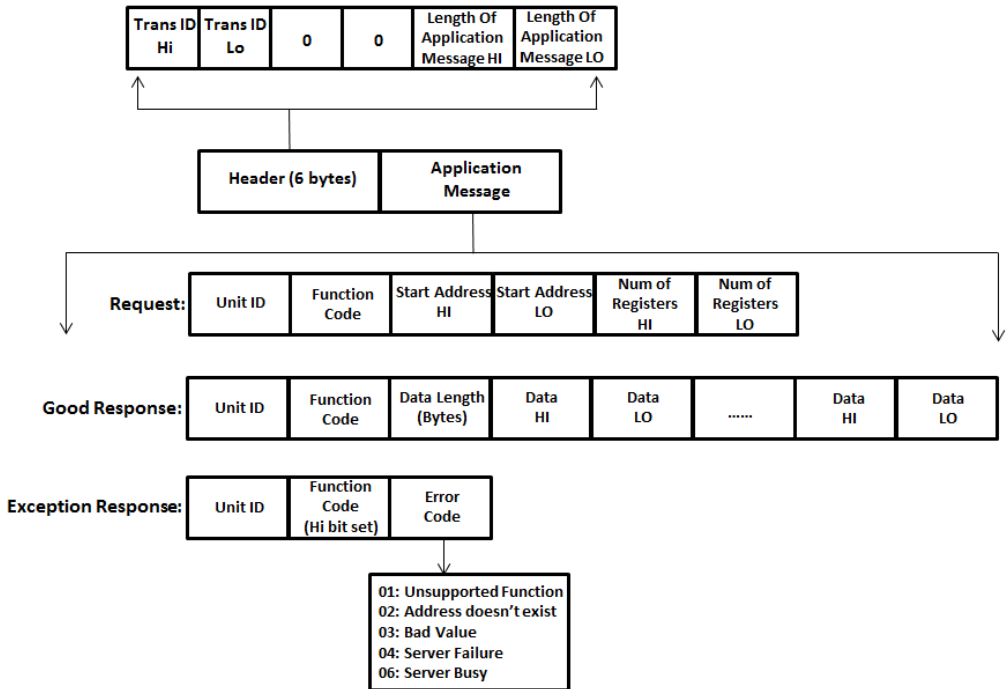 Trans ID
Hi
Trans ID
Lo
0
0
Length Of
Application
Message HI
Length Of
Application
Message LO
Header (6 bytes)
Application
Message
Request:
Unit ID
Function
Code
Start Address
HI
Start Address
LO
Num of
Registers
HI
Num of
Registers
LO
Good Response:
Unit ID
Function
Code
Data Length
(Bytes)
Data
HI
Data
LO
......
Data
HI
Data
LO
Exception Response:
Unit ID
Function
Code
(Hi bit set)
Error
Code
01: Unsupported Function
02: Address doesn't exist
03: Bad Value
04: Server Failure
06: Server Busy